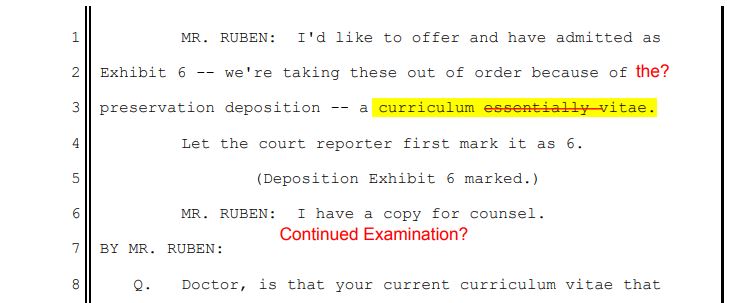 1 MR. RUBEN: I'd like to offer and have admitted as
2 Exhibit 6 -- we're taking these out of order because of the?
3 preservation deposition -- a curriculum essentially vitae.
4 Let the court reporter first mark it as 6.
5 (Deposition Exhibit 6 marked.)
6 MR. RUBEN: I have a copy for counsel.
Continued Examination?
7 BY MR. RUBEN:
8 Q. Doctor, is that your current curriculum vitae that